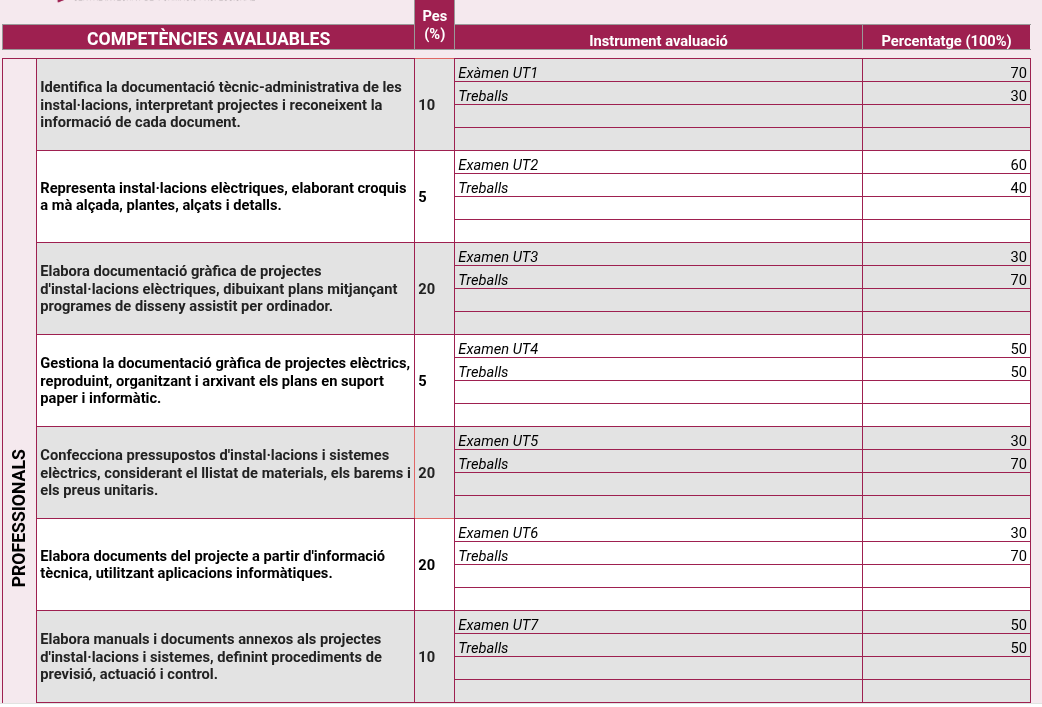 Pes
(%)
COMPETÈNCIES AVALUABLES
Instrument avaluació
Percentatge (100%)
PROFESSIONALS
Identifica la documentació tècnic-administrativa de les
instal·lacions, interpretant projectes i reconeixent la
informació de cada document.
10
Exàmen UT1
70
Treballs
30
Representa instal·lacions elèctriques, elaborant croquis
a mà alçada, plantes, alçats i detalls.
5
Examen UT2
60
Treballs
40
Elabora documentació gràfica de projectes
d'instal·lacions elèctriques, dibuixant plans mitjançant
programes de disseny assistit per ordinador.
20
Examen UT3
30
Treballs
70
Gestiona la documentació gràfica de projectes elèctrics,
reproduint, organitzant i arxivant els plans en suport
paper i informàtic.
5
Examen UT4
50
Treballs
50
Confecciona pressupostos d'instal·lacions i sistemes
elèctrics, considerant el llistat de materials, els barems i
els preus unitaris.
20
Examen UT5
30
Treballs
70
Elabora documents del projecte a partir d'informació
tècnica, utilitzant aplicacions informàtiques.
20
Examen UT6
30
Treballs
70
Elabora manuals i documents annexos als projectes
d'instal·lacions i sistemes, definint procediments de
previsió, actuació i control.
10
Examen UT7
50
Treballs
50